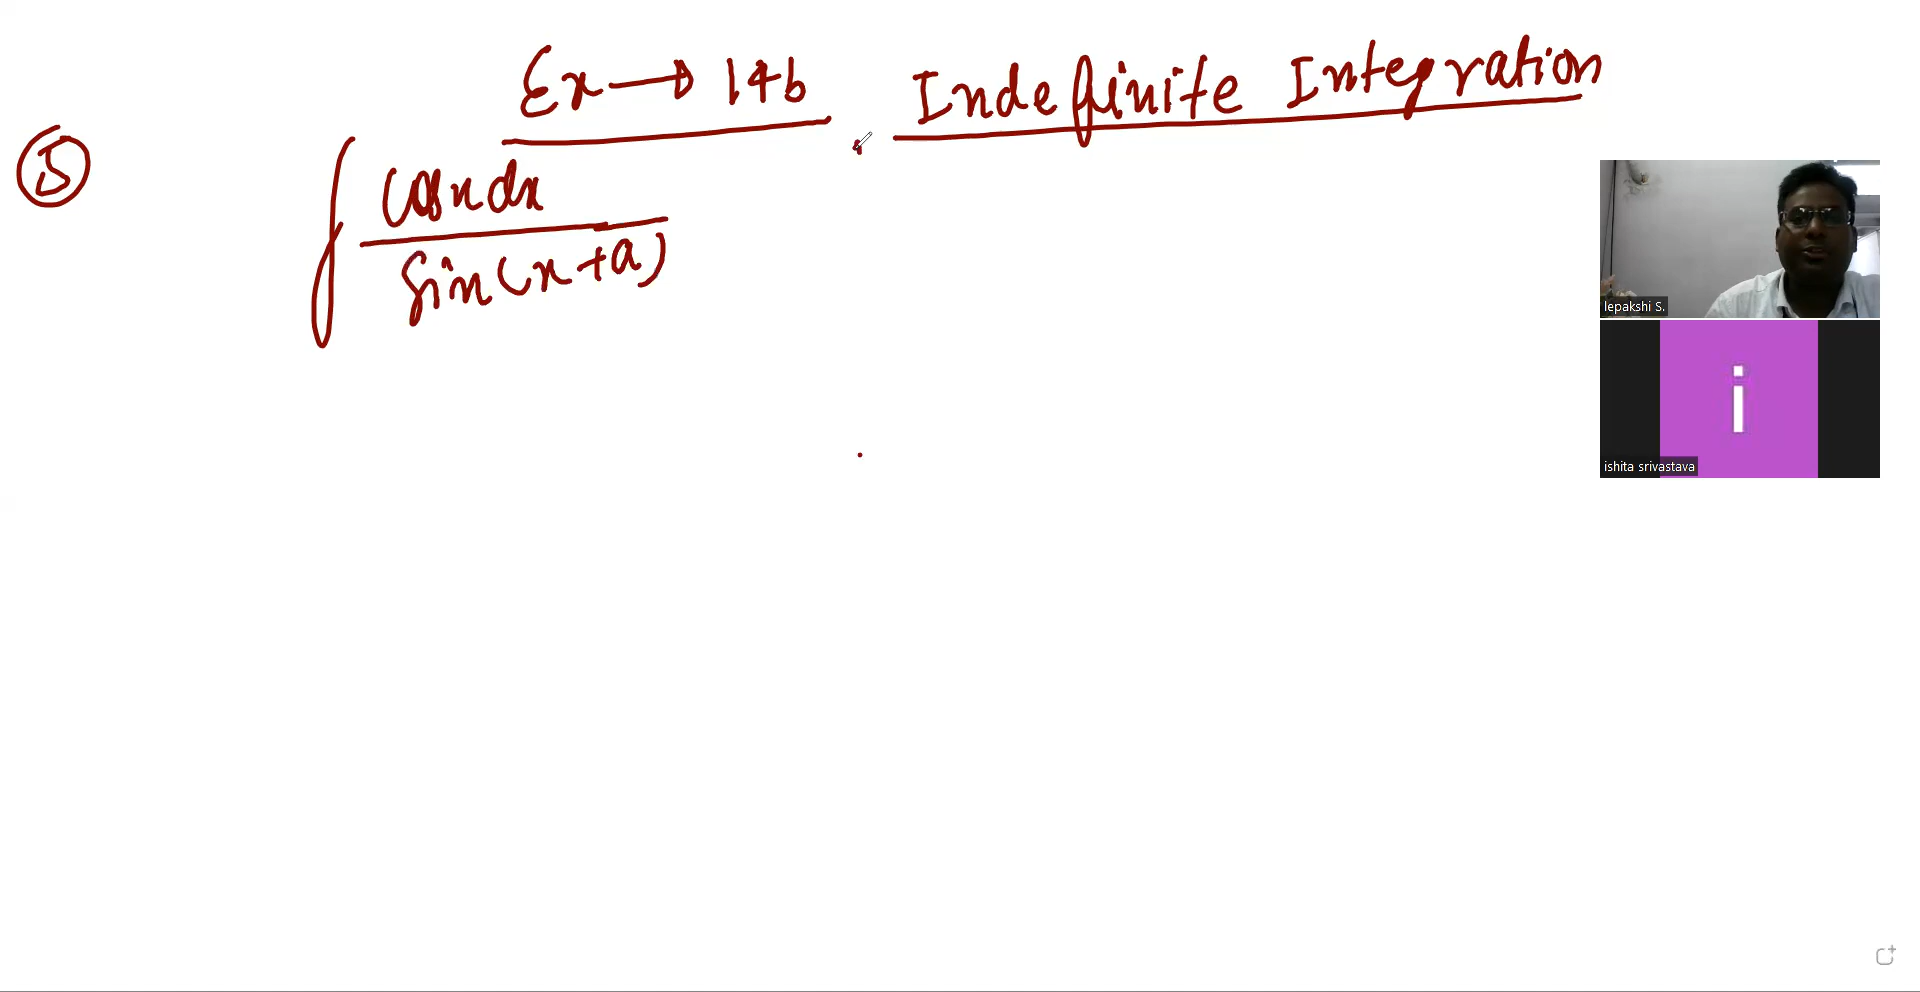 Ex → 14b Indefinite Integration
5
∫ cosx dx / sin(x+a)
lepakshi S.
i
ishita srivastava